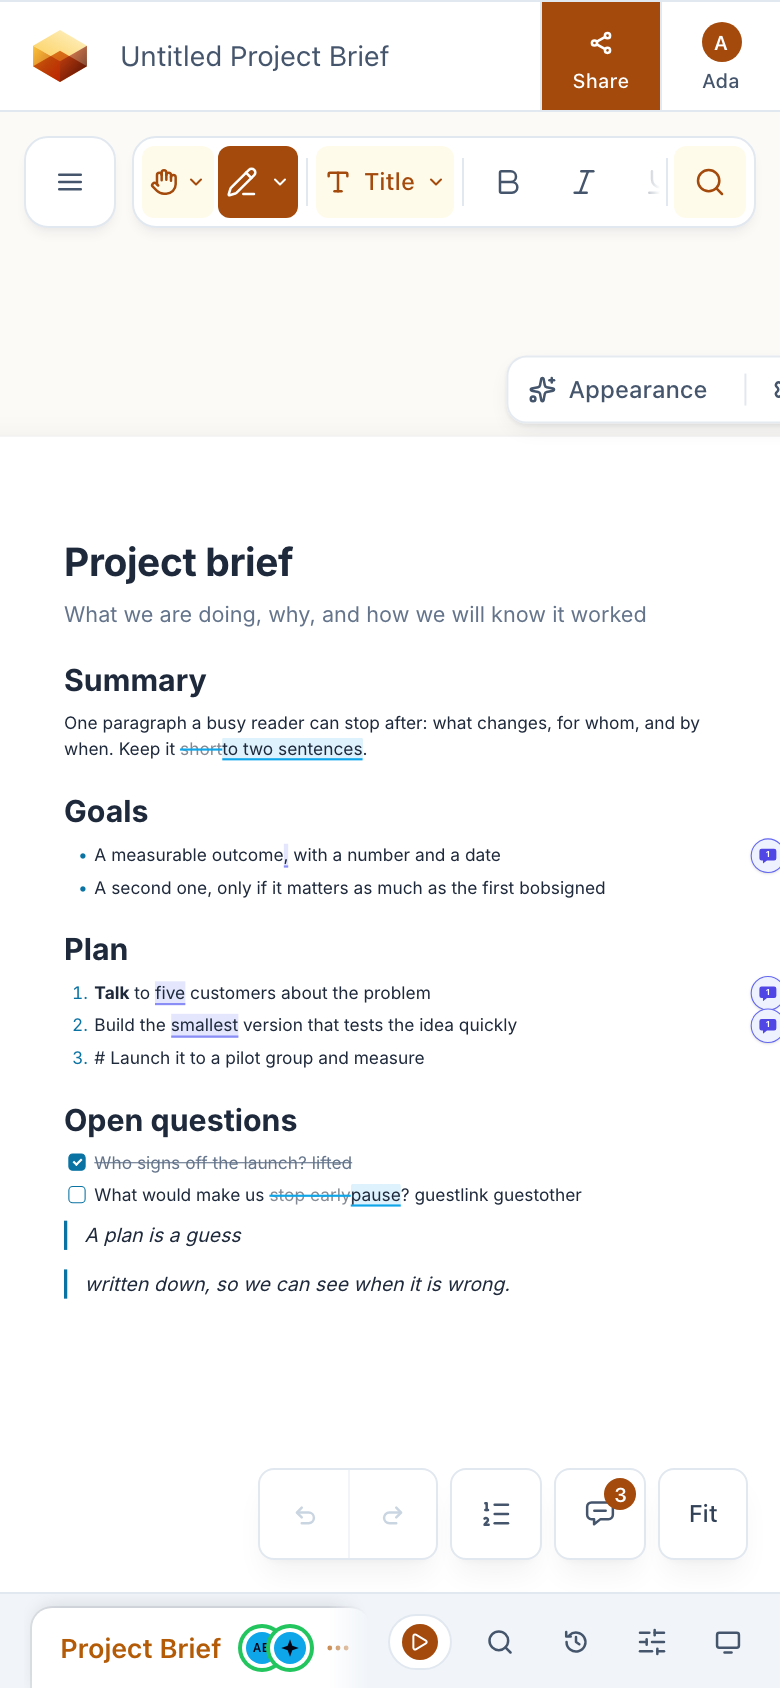 Untitled Project Brief
Share
A
Ada
Title
Appearance
Project brief
What we are doing, why, and how we will know it worked
Summary
One paragraph a busy reader can stop after: what changes, for whom, and by
when. Keep it shortto two sentences.
Goals
• A measurable outcome, with a number and a date
1
• A second one, only if it matters as much as the first bobsigned
Plan
1. Talk to five customers about the problem
1
2. Build the smallest version that tests the idea quickly
1
3. # Launch it to a pilot group and measure
Open questions
Who signs off the launch? lifted
What would make us stop earlypause? guestlink guestother
A plan is a guess
written down, so we can see when it is wrong.
3
Fit
Project Brief